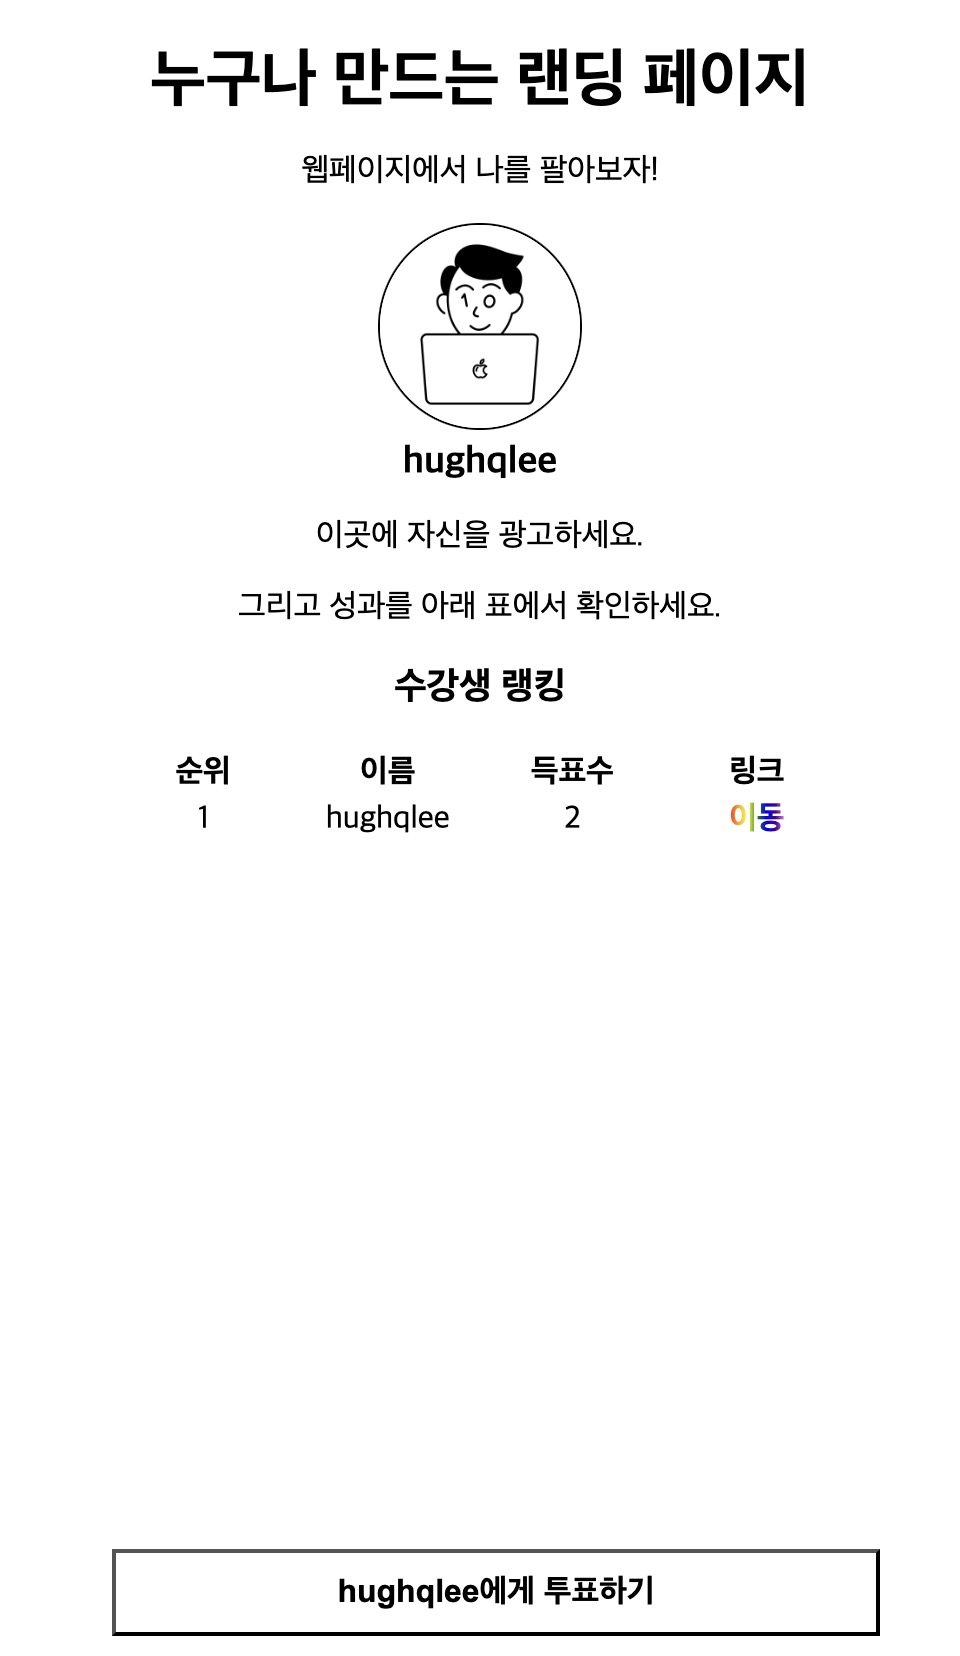 누구나 만드는 랜딩 페이지
웹페이지에서 나를 팔아보자!
hughqlee
이곳에 자신을 광고하세요.
그리고 성과를 아래 표에서 확인하세요.
수강생 랭킹
순위 이름 득표수 링크
1 hughqlee 2 이동
hughqlee에게 투표하기